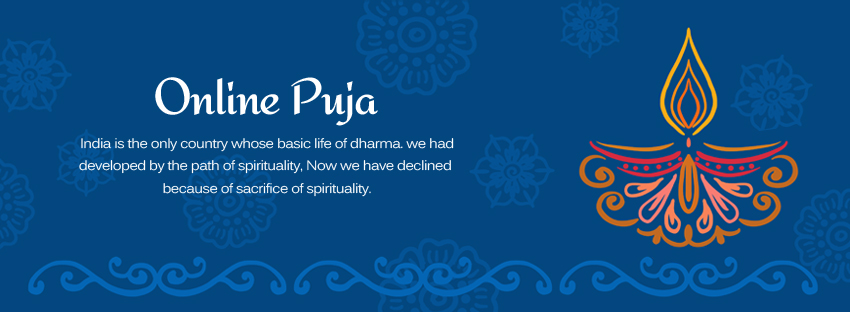 Online Puja
India is the only country whose basic life of dharma. we had
developed by the path of spirituality, Now we have declined
because of sacrifice of spirituality.